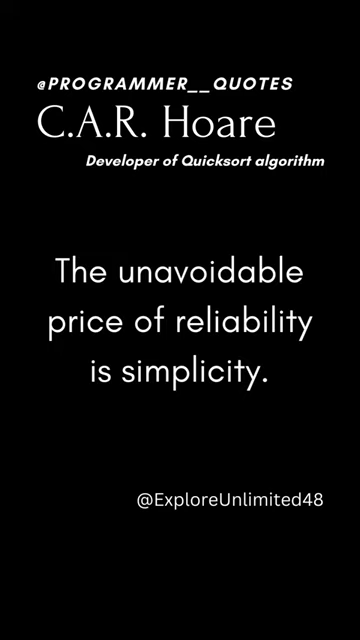 @PROGRAMMER__QUOTES
C.A.R. Hoare
Developer of Quicksort algorithm
The unavoidable
price of reliability
is simplicity.
@ExploreUnlimited48